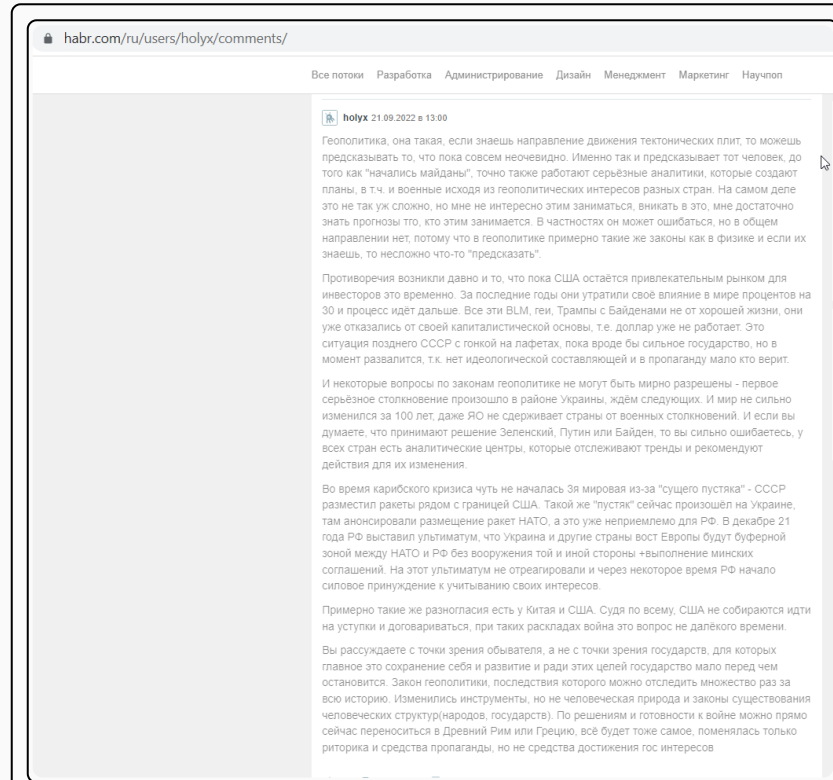 habr.com/ru/users/holyx/comments/
Все потоки Разработка Администрирование Дизайн Менеджмент Маркетинг Научпоп
holyx 21.09.2022 в 13:00
Геополитика, она такая, если знаешь направление движения тектонических плит, то можешь
предсказывать то, что пока совсем неочевидно. Именно так и предсказывает тот человек, до
того как "начались майданы", точно также работают серьёзные аналитики, которые создают
планы, в т.ч. и военные исходя из геополитических интересов разных стран. На самом деле
это не так уж сложно, но мне не интересно этим заниматься, вникать в это, мне достаточно
знать прогнозы тго, кто этим занимается. В частностях он может ошибаться, но в общем
направлении нет, потому что в геополитике примерно такие же законы как в физике и если их
знаешь, то несложно что-то "предсказать".
Противоречия возникли давно и то, что пока США остаётся привлекательным рынком для
инвесторов это временно. За последние годы они утратили своё влияние в мире процентов на
30 и процесс идёт дальше. Все эти BLM, геи, Трампы с Байденами не от хорошей жизни, они
уже отказались от своей капиталистической основы, т.е. доллар уже не работает. Это
ситуация позднего СССР с гонкой на лафетах, пока вроде бы сильное государство, но в
момент развалится, т.к. нет идеологической составляющей и в пропаганду мало кто верит.
И некоторые вопросы по законам геополитике не могут быть мирно разрешены - первое
серьёзное столкновение произошло в районе Украины, ждём следующих. И мир не сильно
изменился за 100 лет, даже ЯО не сдерживает страны от военных столкновений. И если вы
думаете, что принимают решение Зеленский, Путин или Байден, то вы сильно ошибаетесь, у
всех стран есть аналитические центры, которые отслеживают тренды и рекомендуют
действия для их изменения.
Во время карибского кризиса чуть не началась 3я мировая из-за "сущего пустяка" - СССР
разместил ракеты рядом с границей США. Такой же "пустяк" сейчас произошёл на Украине,
там анонсировали размещение ракет НАТО, а это уже неприемлемо для РФ. В декабре 21
года РФ выставил ультиматум, что Украина и другие страны вост Европы будут буферной
зоной между НАТО и РФ без вооружения той и иной стороны +выполнение минских
соглашений. На этот ультиматум не отреагировали и через некоторое время РФ начало
силовое принуждение к учитыванию своих интересов.
Примерно такие же разногласия есть у Китая и США. Судя по всему, США не собираются идти
на уступки и договариваться, при таких раскладах война это вопрос не далёкого времени.
Вы рассуждаете с точки зрения обывателя, а не с точки зрения государств, для которых
главное это сохранение себя и развитие и ради этих целей государство мало перед чем
остановится. Закон геополитики, последствия которого можно отследить множество раз за
всю историю. Изменились инструменты, но не человеческая природа и законы существования
человеческих структур(народов, государств). По решениям и готовности к войне можно прямо
сейчас переноситься в Древний Рим или Грецию, всё будет тоже самое, поменялась только
риторика и средства пропаганды, но не средства достижения гос интересов